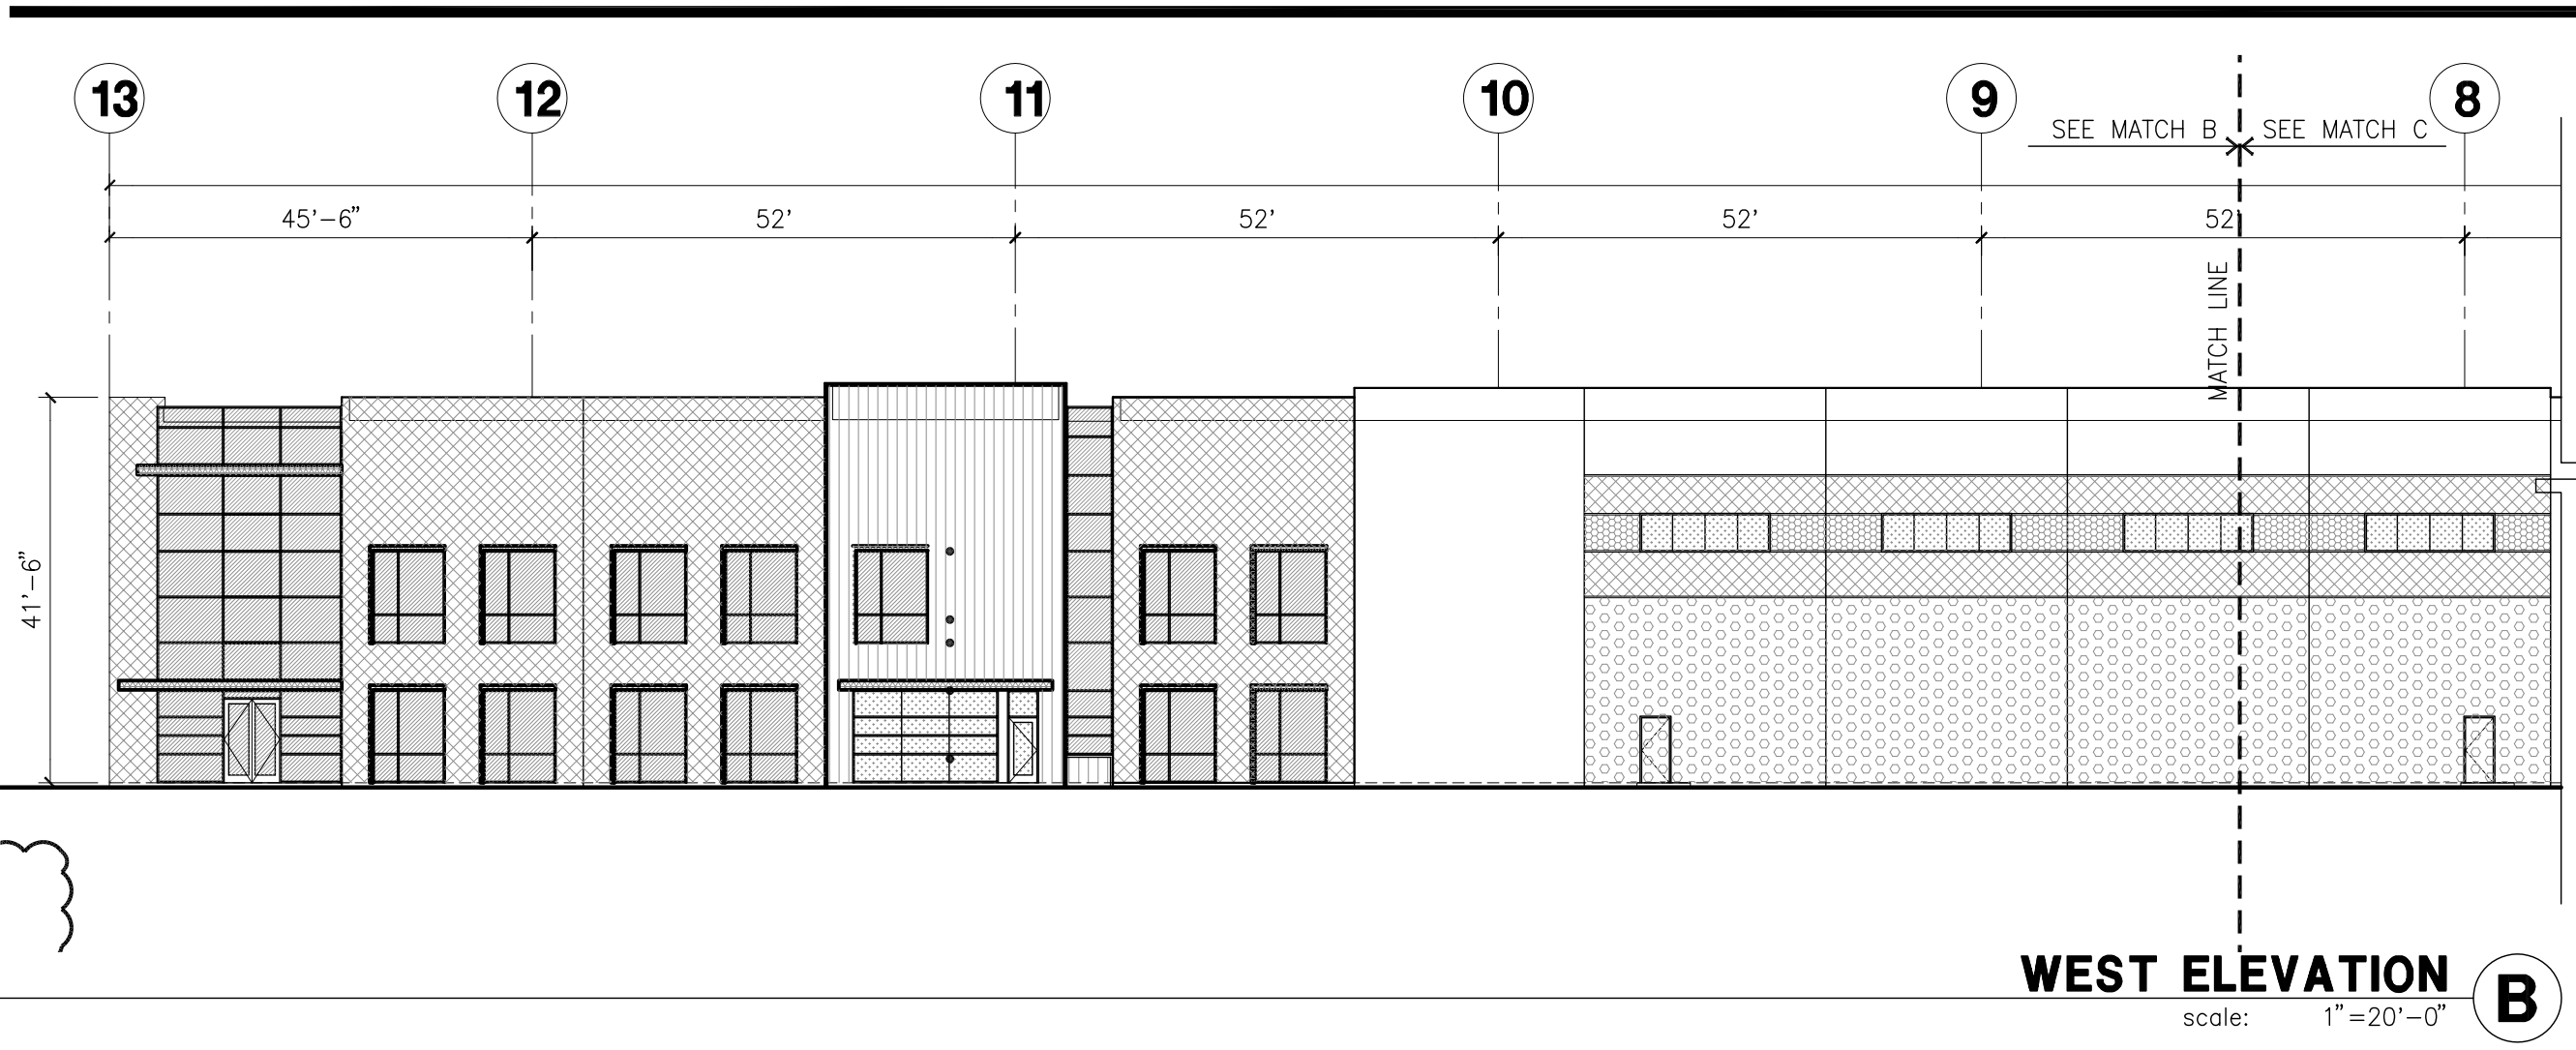 13 12 11 10 9 8
SEE MATCH B SEE MATCH C
45'-6" 52' 52' 52' 52'
MATCH LINE
41'-6"
WEST ELEVATION B
scale: 1"=20'-0"